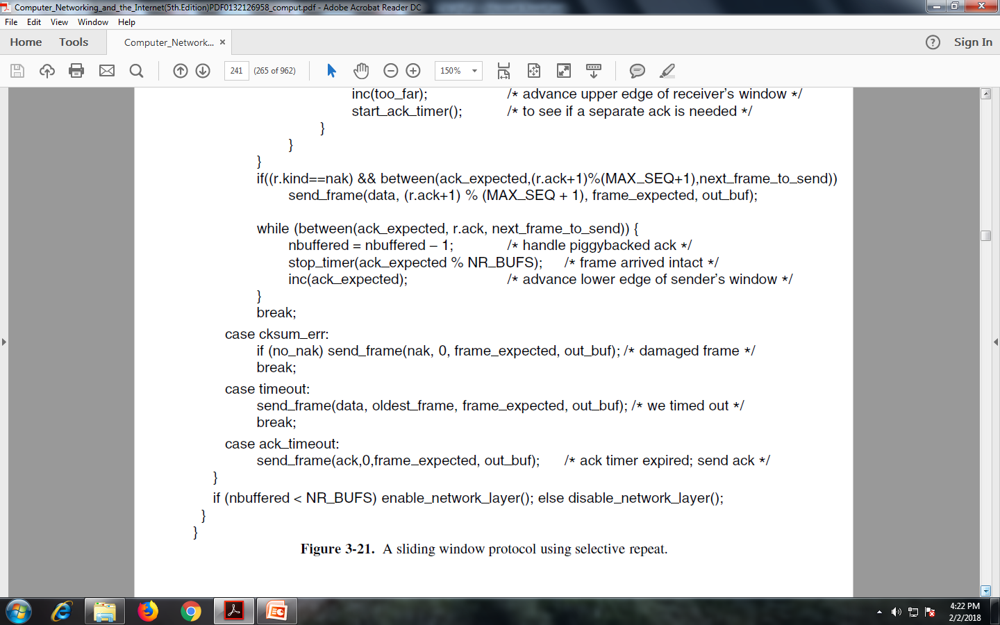 Computer_Networking_and_the_Internet(5th.Edition)PDF0132126958_comput.pdf - Adobe Acrobat Reader DC
File Edit View Window Help
Home Tools Computer_Network... × ? Sign In
241 (265 of 962) 150%
inc(too_far); /* advance upper edge of receiver's window */
start_ack_timer(); /* to see if a separate ack is needed */
}
}
}
if((r.kind==nak) && between(ack_expected,(r.ack+1)%(MAX_SEQ+1),next_frame_to_send))
send_frame(data, (r.ack+1) % (MAX_SEQ + 1), frame_expected, out_buf);
while (between(ack_expected, r.ack, next_frame_to_send)) {
nbuffered = nbuffered – 1; /* handle piggybacked ack */
stop_timer(ack_expected % NR_BUFS); /* frame arrived intact */
inc(ack_expected); /* advance lower edge of sender's window */
}
break;
case cksum_err:
if (no_nak) send_frame(nak, 0, frame_expected, out_buf); /* damaged frame */
break;
case timeout:
send_frame(data, oldest_frame, frame_expected, out_buf); /* we timed out */
break;
case ack_timeout:
send_frame(ack,0,frame_expected, out_buf); /* ack timer expired; send ack */
}
if (nbuffered < NR_BUFS) enable_network_layer(); else disable_network_layer();
}
}
Figure 3-21. A sliding window protocol using selective repeat.
4:22 PM
2/2/2018